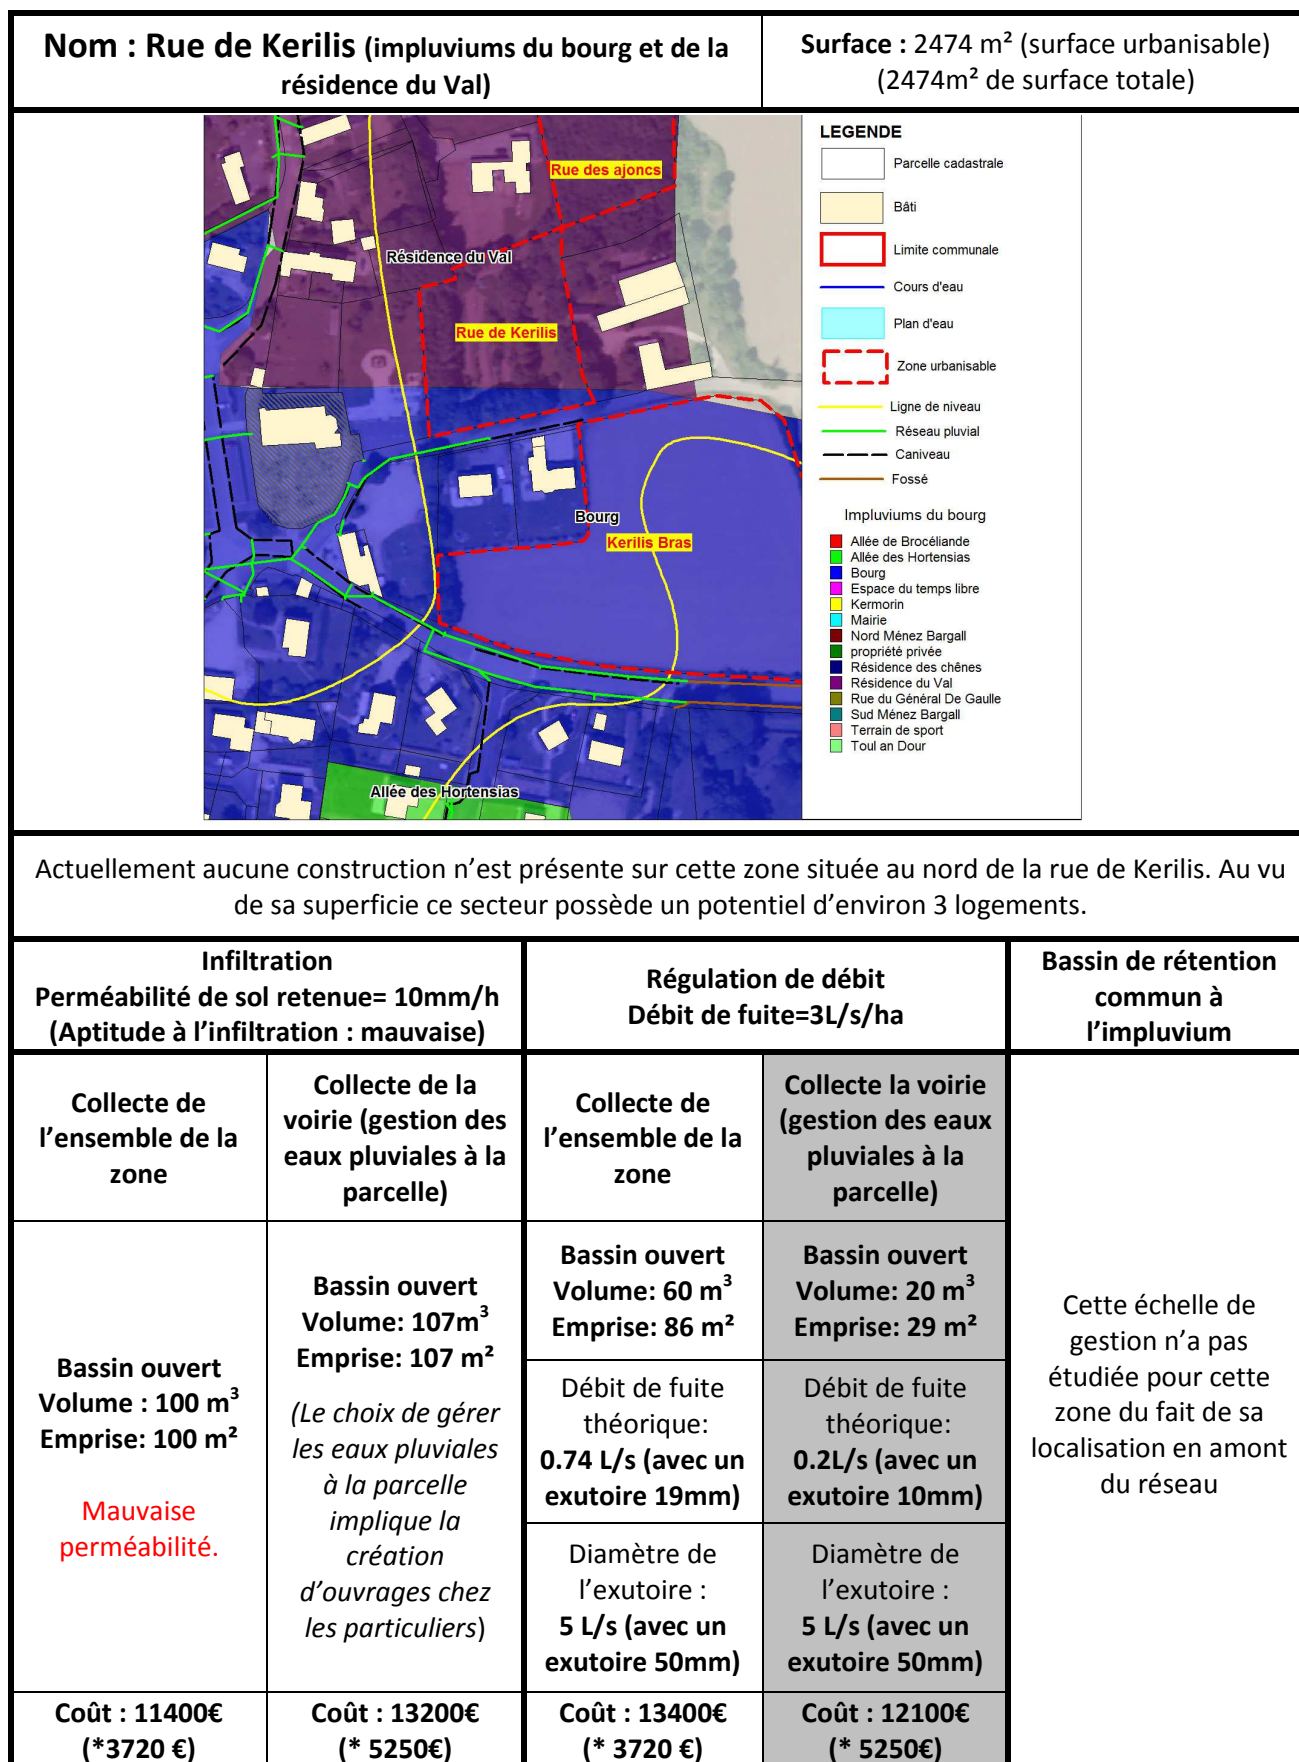 Nom : Rue de Kerilis (impluviums du bourg et de la
résidence du Val)
Surface : 2474 m² (surface urbanisable)
(2474m² de surface totale)
Rue des ajoncs
Résidence du Val
Rue de Kerilis
Bourg
Kerilis Bras
Allée des Hortensias
LEGENDE
Parcelle cadastrale
Bâti
Limite communale
Cours d'eau
Plan d'eau
Zone urbanisable
Ligne de niveau
Réseau pluvial
Caniveau
Fossé
Impluviums du bourg
Allée de Brocéliande
Allée des Hortensias
Bourg
Espace du temps libre
Kermorin
Mairie
Nord Ménez Bargall
propriété privée
Résidence des chênes
Résidence du Val
Rue du Général De Gaulle
Sud Ménez Bargall
Terrain de sport
Toul an Dour
Actuellement aucune construction n’est présente sur cette zone située au nord de la rue de Kerilis. Au vu
de sa superficie ce secteur possède un potentiel d’environ 3 logements.
Infiltration
Perméabilité de sol retenue= 10mm/h
(Aptitude à l’infiltration : mauvaise)
Régulation de débit
Débit de fuite=3L/s/ha
Bassin de rétention
commun à
l’impluvium
Collecte de
l’ensemble de la
zone
Collecte de la
voirie (gestion des
eaux pluviales à la
parcelle)
Collecte de
l’ensemble de la
zone
Collecte la voirie
(gestion des eaux
pluviales à la
parcelle)
Bassin ouvert
Volume : 100 m³
Emprise: 100 m²
Mauvaise
perméabilité.
Bassin ouvert
Volume: 107m³
Emprise: 107 m²
(Le choix de gérer
les eaux pluviales
à la parcelle
implique la
création
d’ouvrages chez
les particuliers)
Bassin ouvert
Volume: 60 m³
Emprise: 86 m²
Débit de fuite
théorique:
0.74 L/s (avec un
exutoire 19mm)
Diamètre de
l’exutoire :
5 L/s (avec un
exutoire 50mm)
Bassin ouvert
Volume: 20 m³
Emprise: 29 m²
Débit de fuite
théorique:
0.2L/s (avec un
exutoire 10mm)
Diamètre de
l’exutoire :
5 L/s (avec un
exutoire 50mm)
Cette échelle de
gestion n’a pas
étudiée pour cette
zone du fait de sa
localisation en amont
du réseau
Coût : 11400€
(*3720 €)
Coût : 13200€
(* 5250€)
Coût : 13400€
(* 3720 €)
Coût : 12100€
(* 5250€)